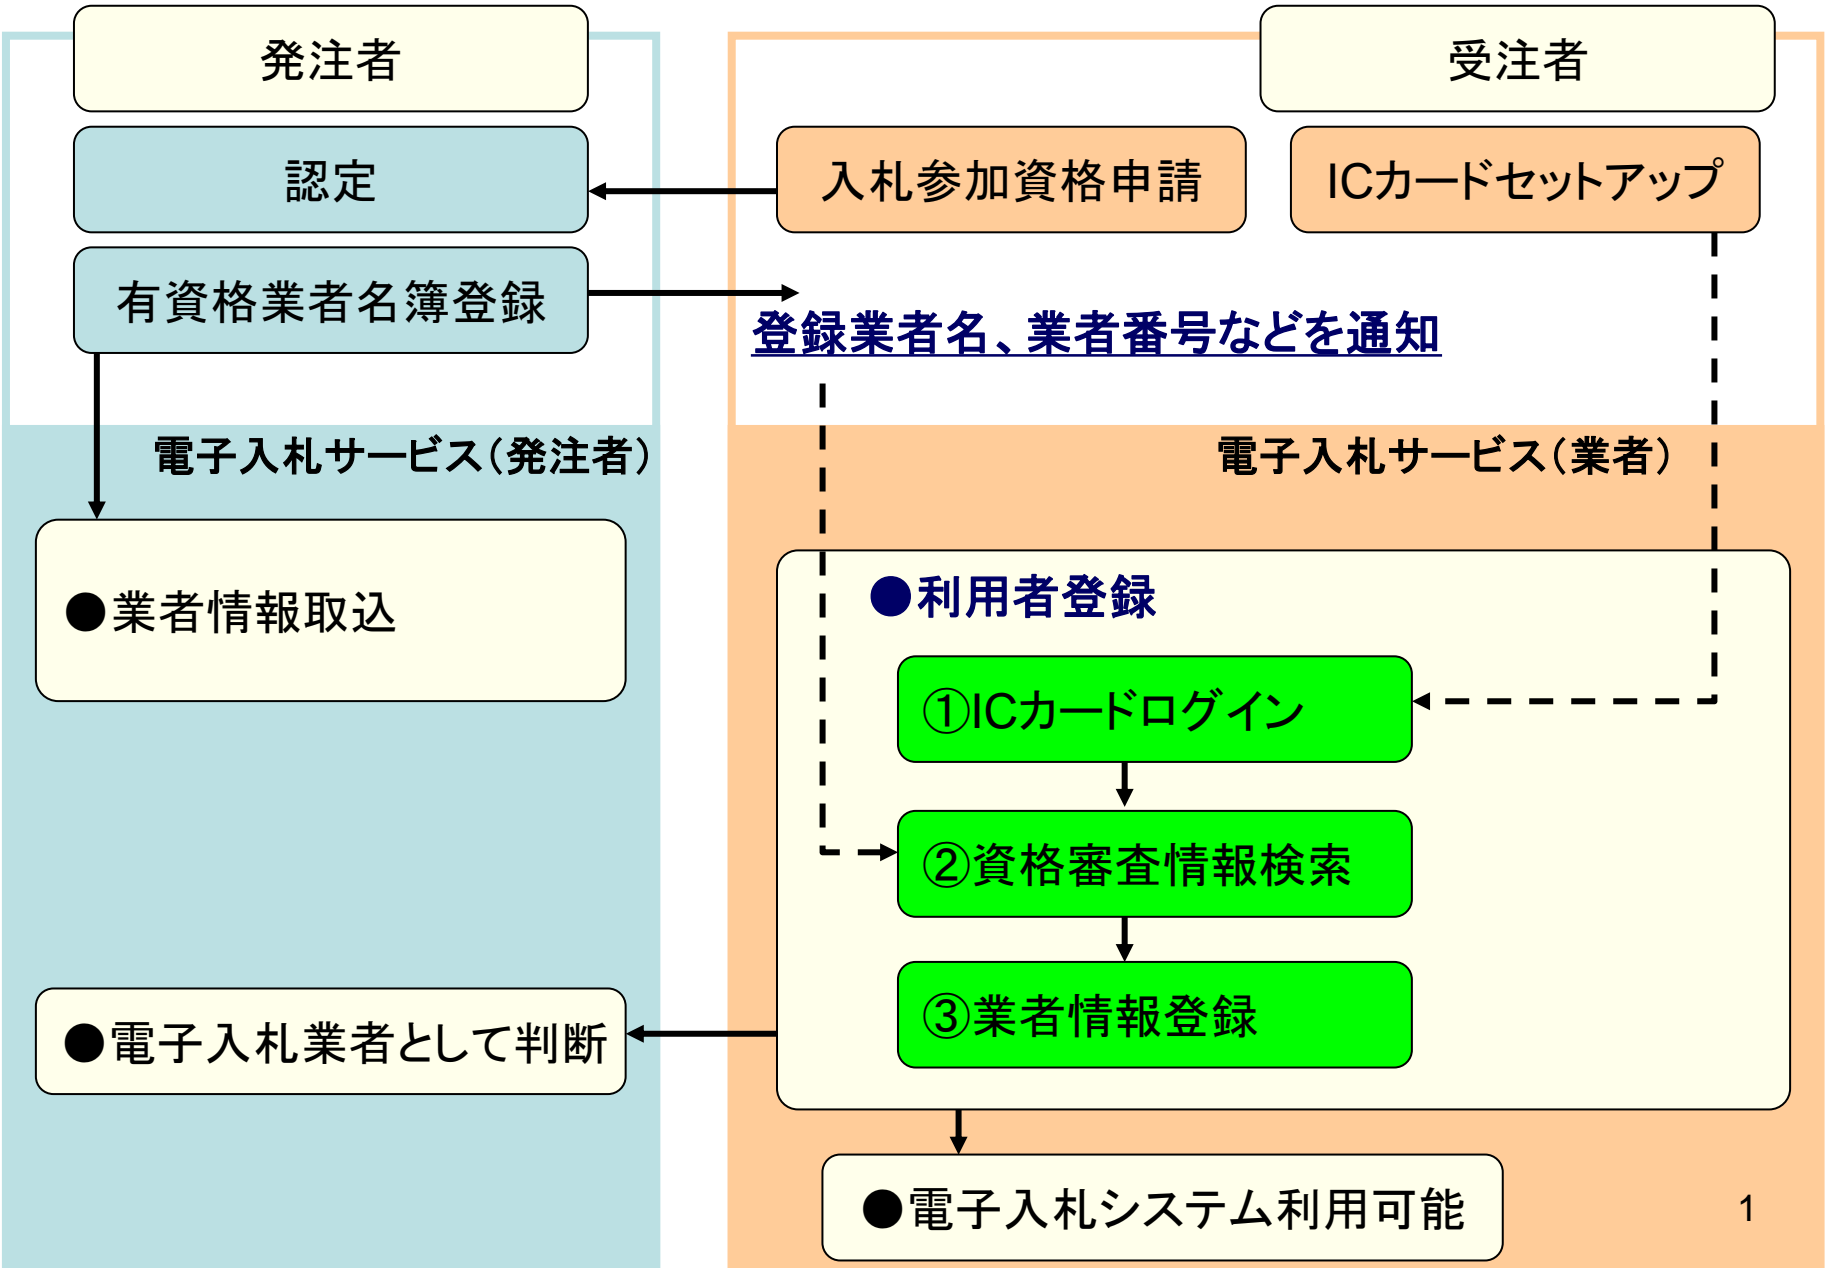 発注者
受注者
認定
入札参加資格申請
ICカードセットアップ
有資格業者名簿登録
登録業者名、業者番号などを通知
電子入札サービス(発注者)
電子入札サービス(業者)
●業者情報取込
●利用者登録
①ICカードログイン
②資格審査情報検索
③業者情報登録
●電子入札業者として判断
●電子入札システム利用可能
1